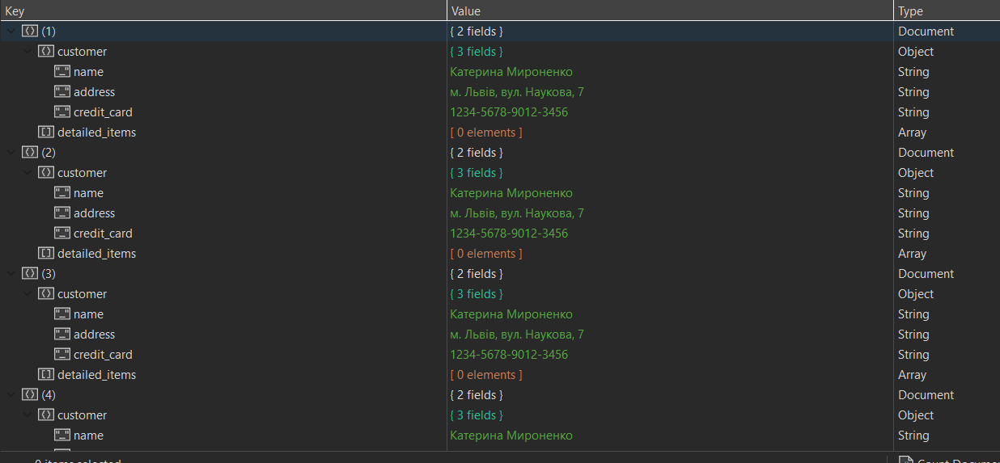 Key Value Type
(1) { 2 fields } Document
customer { 3 fields } Object
name Катерина Мироненко String
address м. Львів, вул. Наукова, 7 String
credit_card 1234-5678-9012-3456 String
detailed_items [ 0 elements ] Array
(2) { 2 fields } Document
customer { 3 fields } Object
name Катерина Мироненко String
address м. Львів, вул. Наукова, 7 String
credit_card 1234-5678-9012-3456 String
detailed_items [ 0 elements ] Array
(3) { 2 fields } Document
customer { 3 fields } Object
name Катерина Мироненко String
address м. Львів, вул. Наукова, 7 String
credit_card 1234-5678-9012-3456 String
detailed_items [ 0 elements ] Array
(4) { 2 fields } Document
customer { 3 fields } Object
name Катерина Мироненко String
0 items selected Count